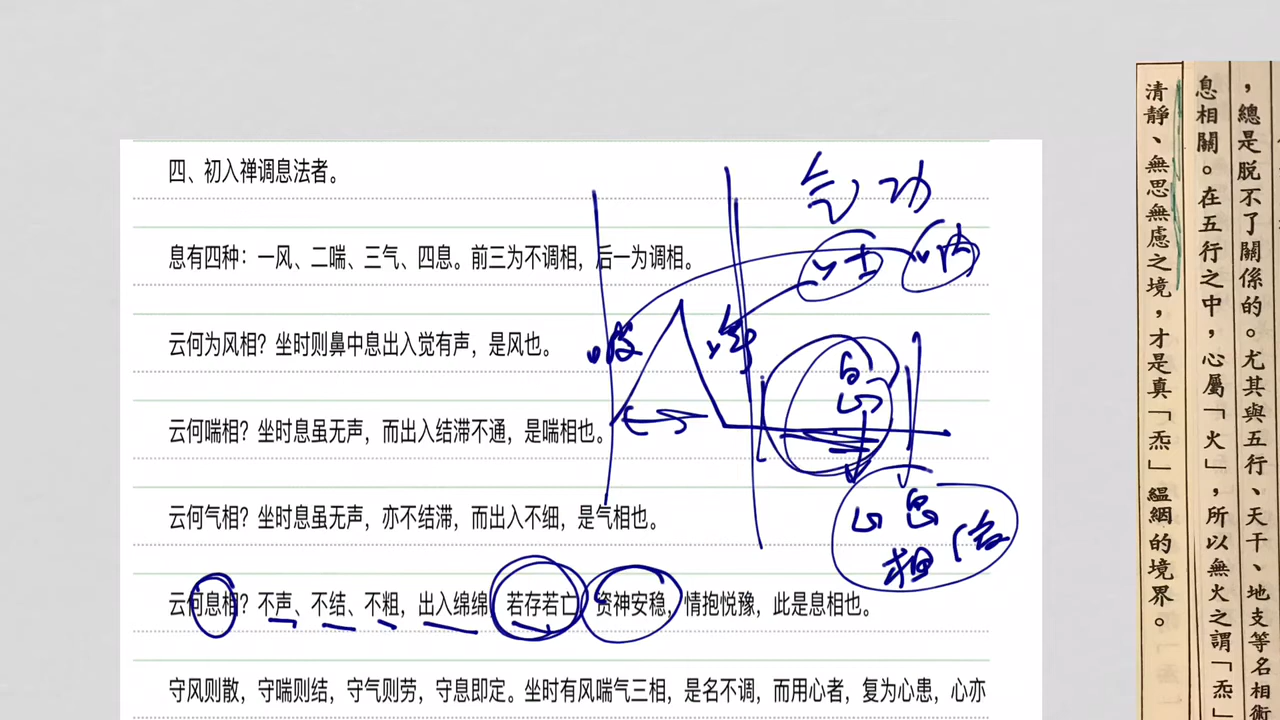 四、初入禅调息法者。
息有四种：一风、二喘、三气、四息。前三为不调相，后一为调相。
云何为风相？坐时则鼻中息出入觉有声，是风也。
云何喘相？坐时息虽无声，而出入结滞不通，是喘相也。
云何气相？坐时息虽无声，亦不结滞，而出入不细，是气相也。
云何息相？不声、不结、不粗，出入绵绵，若存若亡，资神安稳，情抱悦豫，此是息相也。
守风则散，守喘则结，守气则劳，守息即定。坐时有风喘气三相，是名不调，而用心者，复为心患，心亦
气功
吐
呐
吸
息
，總是脫不了關係的。尤其與五行、天干、地支等名相術
息相關。在五行之中，心屬「火」，所以無火之謂「炁」
清靜、無思無慮之境，才是真「炁」縕絪的境界。